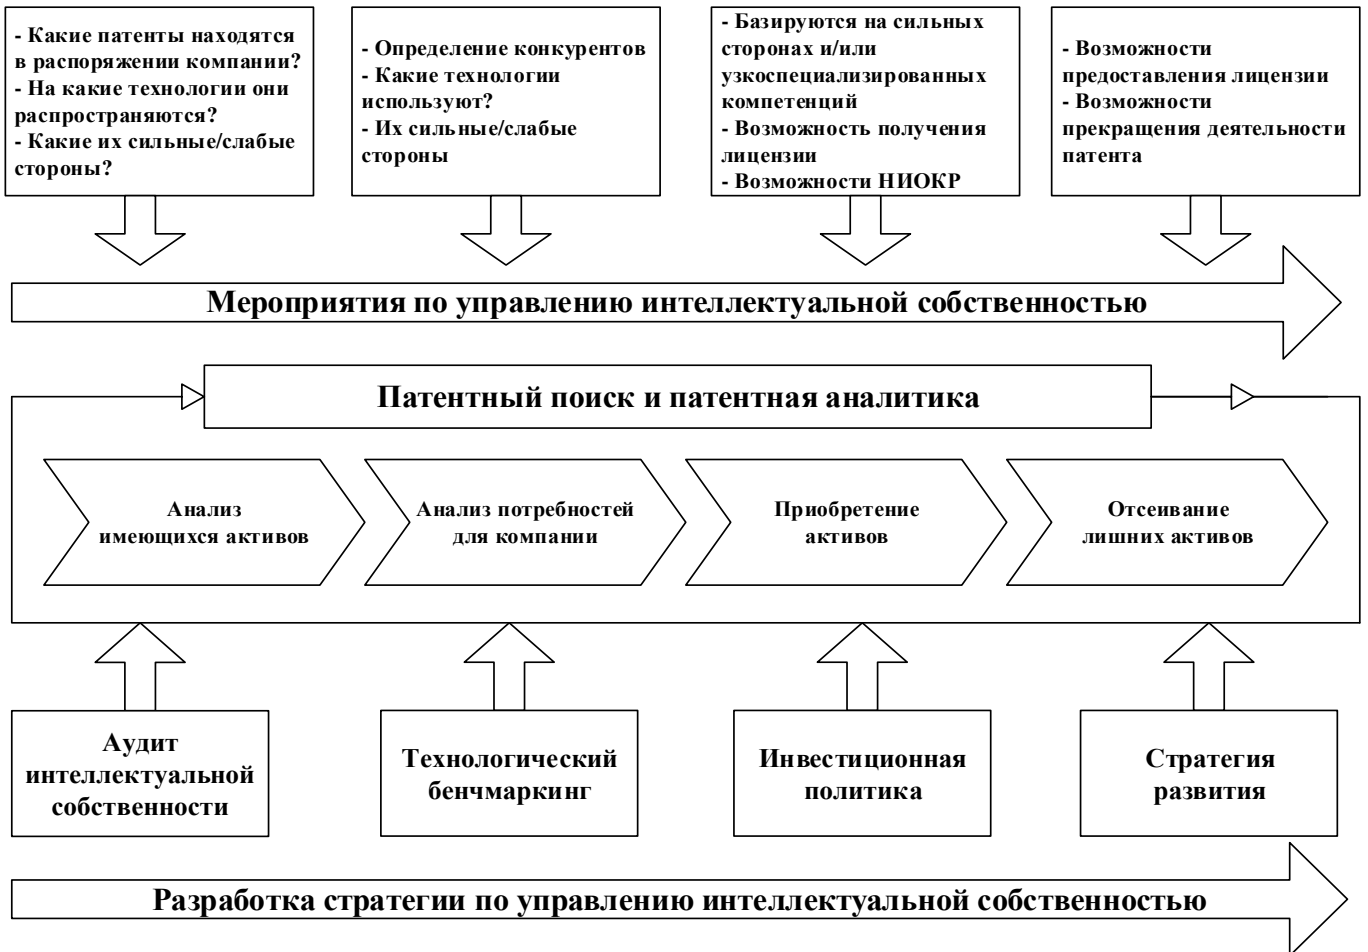 - Какие патенты находятся
в распоряжении компании?
- На какие технологии они
распространяются?
- Какие их сильные/слабые
стороны?
- Определение конкурентов
- Какие технологии
используют?
- Их сильные/слабые
стороны
- Базируются на сильных
сторонах и/или
узкоспециализированных
компетенций
- Возможность получения
лицензии
- Возможности НИОКР
- Возможности
предоставления лицензии
- Возможности
прекращения деятельности
патента
Мероприятия по управлению интеллектуальной собственностью
Патентный поиск и патентная аналитика
Анализ
имеющихся активов
Анализ потребностей
для компании
Приобретение
активов
Отсеивание
лишних активов
Аудит
интеллектуальной
собственности
Технологический
бенчмаркинг
Инвестиционная
политика
Стратегия
развития
Разработка стратегии по управлению интеллектуальной собственностью